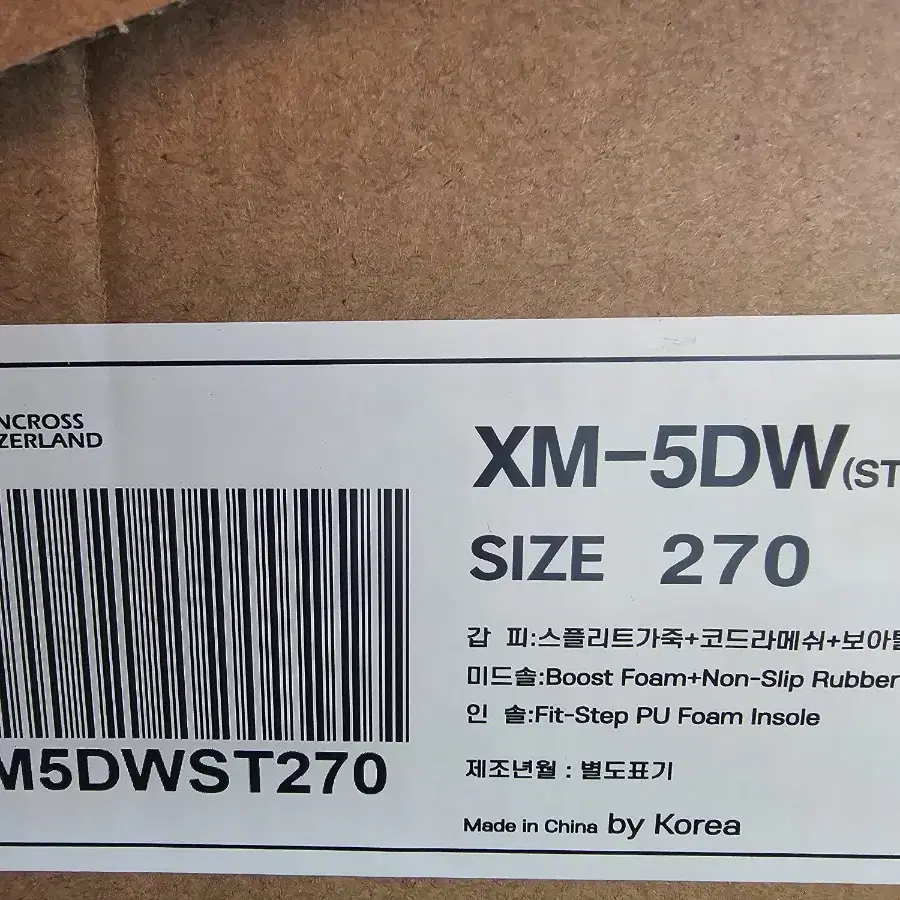 NCROSS
ZERLAND
XM-5DW(ST
SIZE 270
갑 피:스플리트가죽+코드라메쉬+보아
미드솔:Boost Foam+Non-Slip Rubber
인 솔:Fit-Step PU Foam Insole
M5DWST270
제조년월 : 별도표기
Made in China by Korea